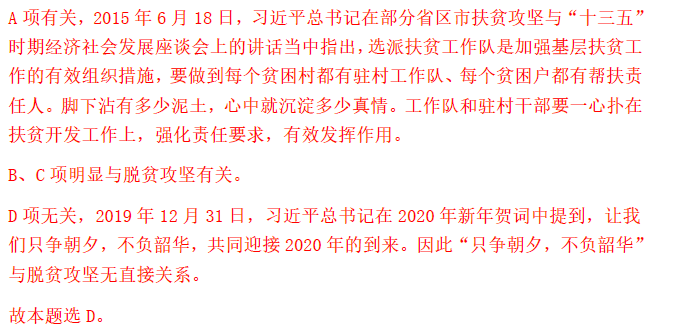 A 项有关，2015 年 6 月 18 日，习近平总书记在部分省区市扶贫攻坚与“十三五”
时期经济社会发展座谈会上的讲话当中指出，选派扶贫工作队是加强基层扶贫工
作的有效组织措施，要做到每个贫困村都有驻村工作队、每个贫困户都有帮扶责
任人。脚下沾有多少泥土，心中就沉淀多少真情。工作队和驻村干部要一心扑在
扶贫开发工作上，强化责任要求，有效发挥作用。
B、C 项明显与脱贫攻坚有关。
D 项无关，2019 年 12 月 31 日，习近平总书记在 2020 年新年贺词中提到，让我
们只争朝夕，不负韶华，共同迎接 2020 年的到来。因此“只争朝夕，不负韶华”
与脱贫攻坚无直接关系。
故本题选 D。